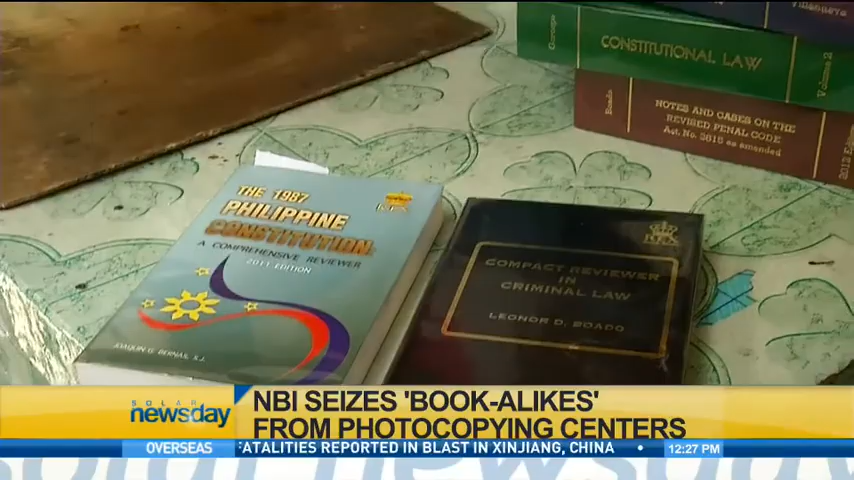 Villanueva
Gorospe
CONSTITUTIONAL LAW
Volume 2
Boado
NOTES AND CASES ON THE
REVISED PENAL CODE
Act. No. 3815 as amended
2012 Edition
THE 1987
PHILIPPINE
CONSTITUTION:
A COMPREHENSIVE REVIEWER
2011 EDITION
JOAQUIN G. BERNAS, S.J.
REX
COMPACT REVIEWER
IN
CRIMINAL LAW
LEONOR D. BOADO
SOLAR
newsday
NBI SEIZES 'BOOK-ALIKES'
FROM PHOTOCOPYING CENTERS
OVERSEAS
FATALITIES REPORTED IN BLAST IN XINJIANG, CHINA •
12:27 PM